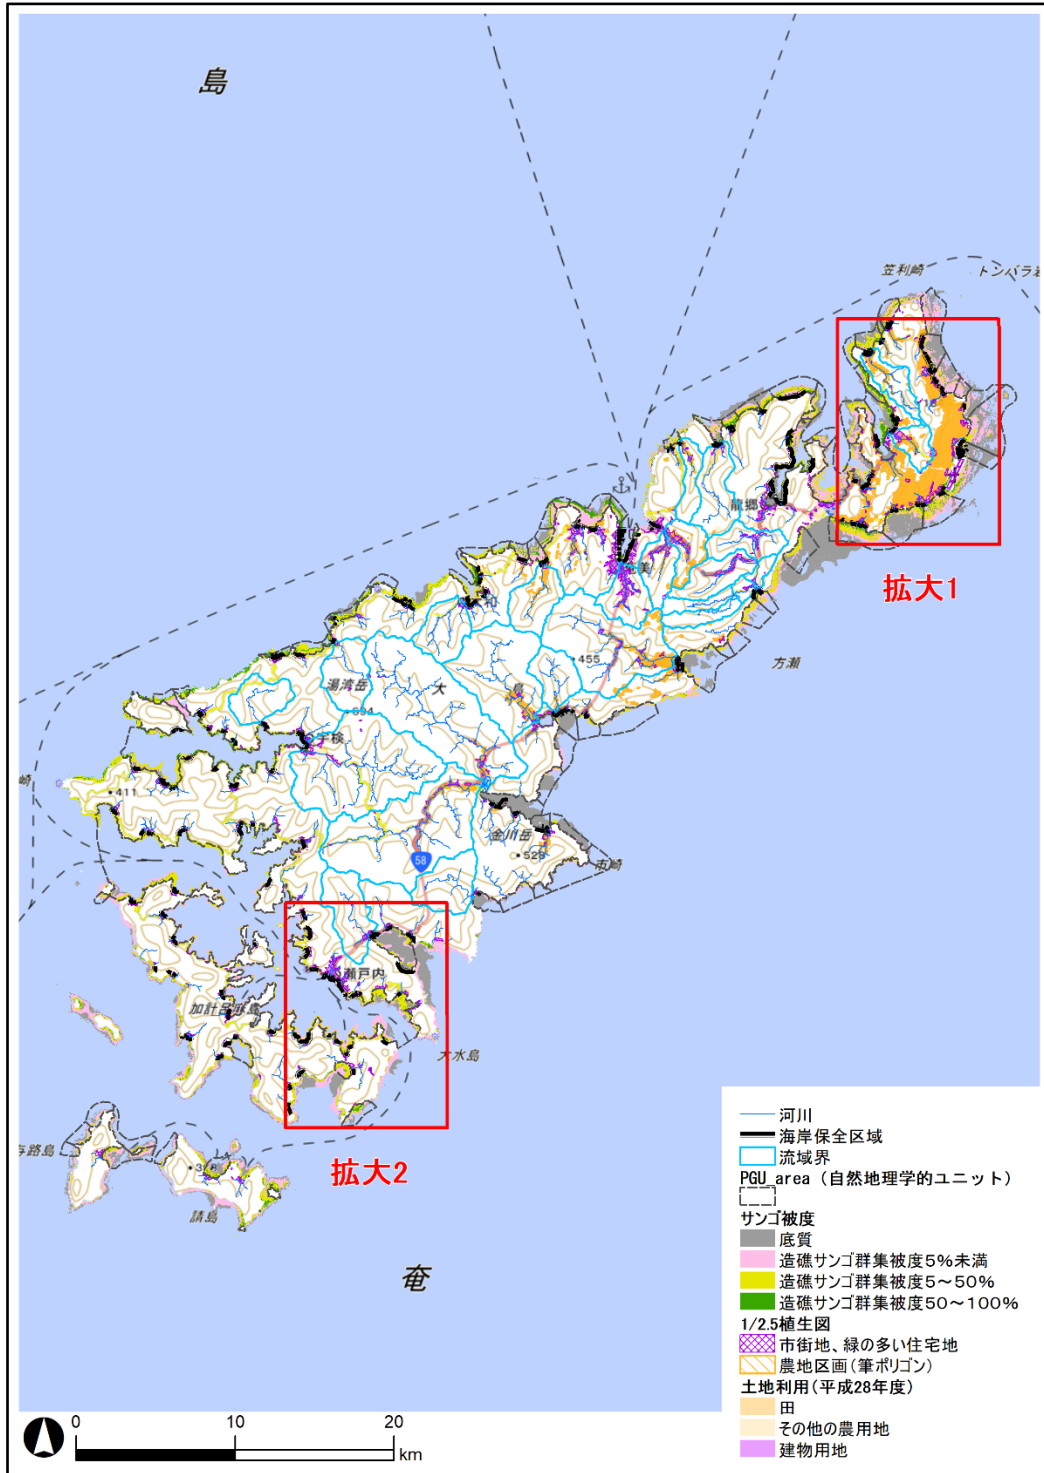 島
笠利崎
トンバラ岩
18
拡大1
龍郷
奄美
大和
方瀬
455
湯湾岳
大
島
694
宇検
崎
411
金川岳
58
528
市崎
瀬戸内
加計呂麻島
大水島
与路島
拡大2
請島
奄
河川
海岸保全区域
流域界
PGU_area（自然地理学的ユニット）
サンゴ被度
底質
造礁サンゴ群集被度5%未満
造礁サンゴ群集被度5～50%
造礁サンゴ群集被度50～100%
1/2.5植生図
市街地、緑の多い住宅地
農地区画(筆ポリゴン)
土地利用(平成28年度)
田
その他の農用地
建物用地
0 10 20
km